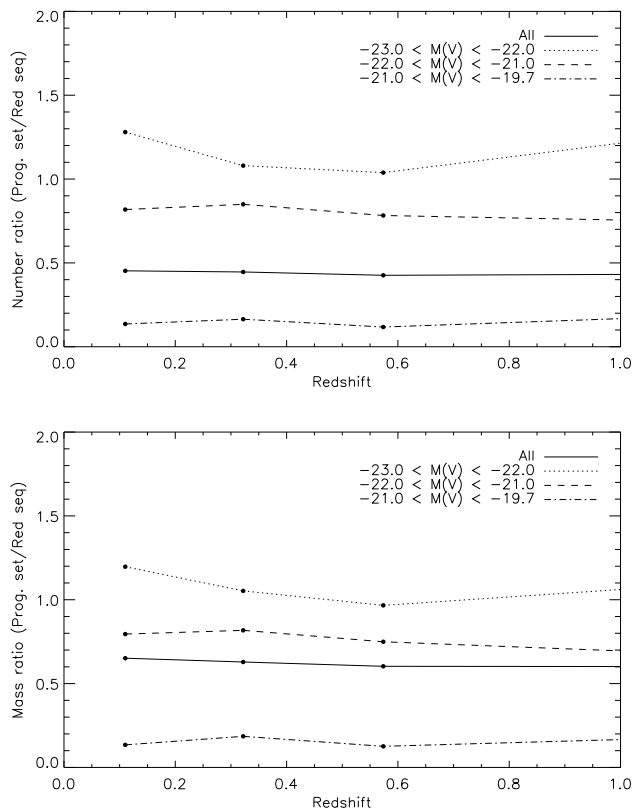 2.0
All
-23.0 < M(V) < -22.0
-22.0 < M(V) < -21.0
-21.0 < M(V) < -19.7
1.5
1.0
0.5
0.0
Number ratio (Prog. set/Red seq)
0.0 0.2 0.4 0.6 0.8 1.0
Redshift
2.0
All
-23.0 < M(V) < -22.0
-22.0 < M(V) < -21.0
-21.0 < M(V) < -19.7
1.5
1.0
0.5
0.0
Mass ratio (Prog. set/Red seq)
0.0 0.2 0.4 0.6 0.8 1.0
Redshift